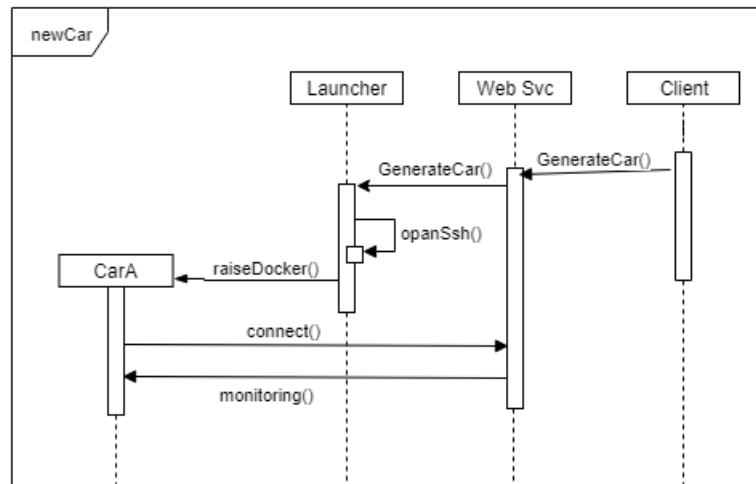 newCar
Launcher
Web Svc
Client
GenerateCar()
GenerateCar()
opanSsh()
CarA
raiseDocker()
connect()
monitoring()